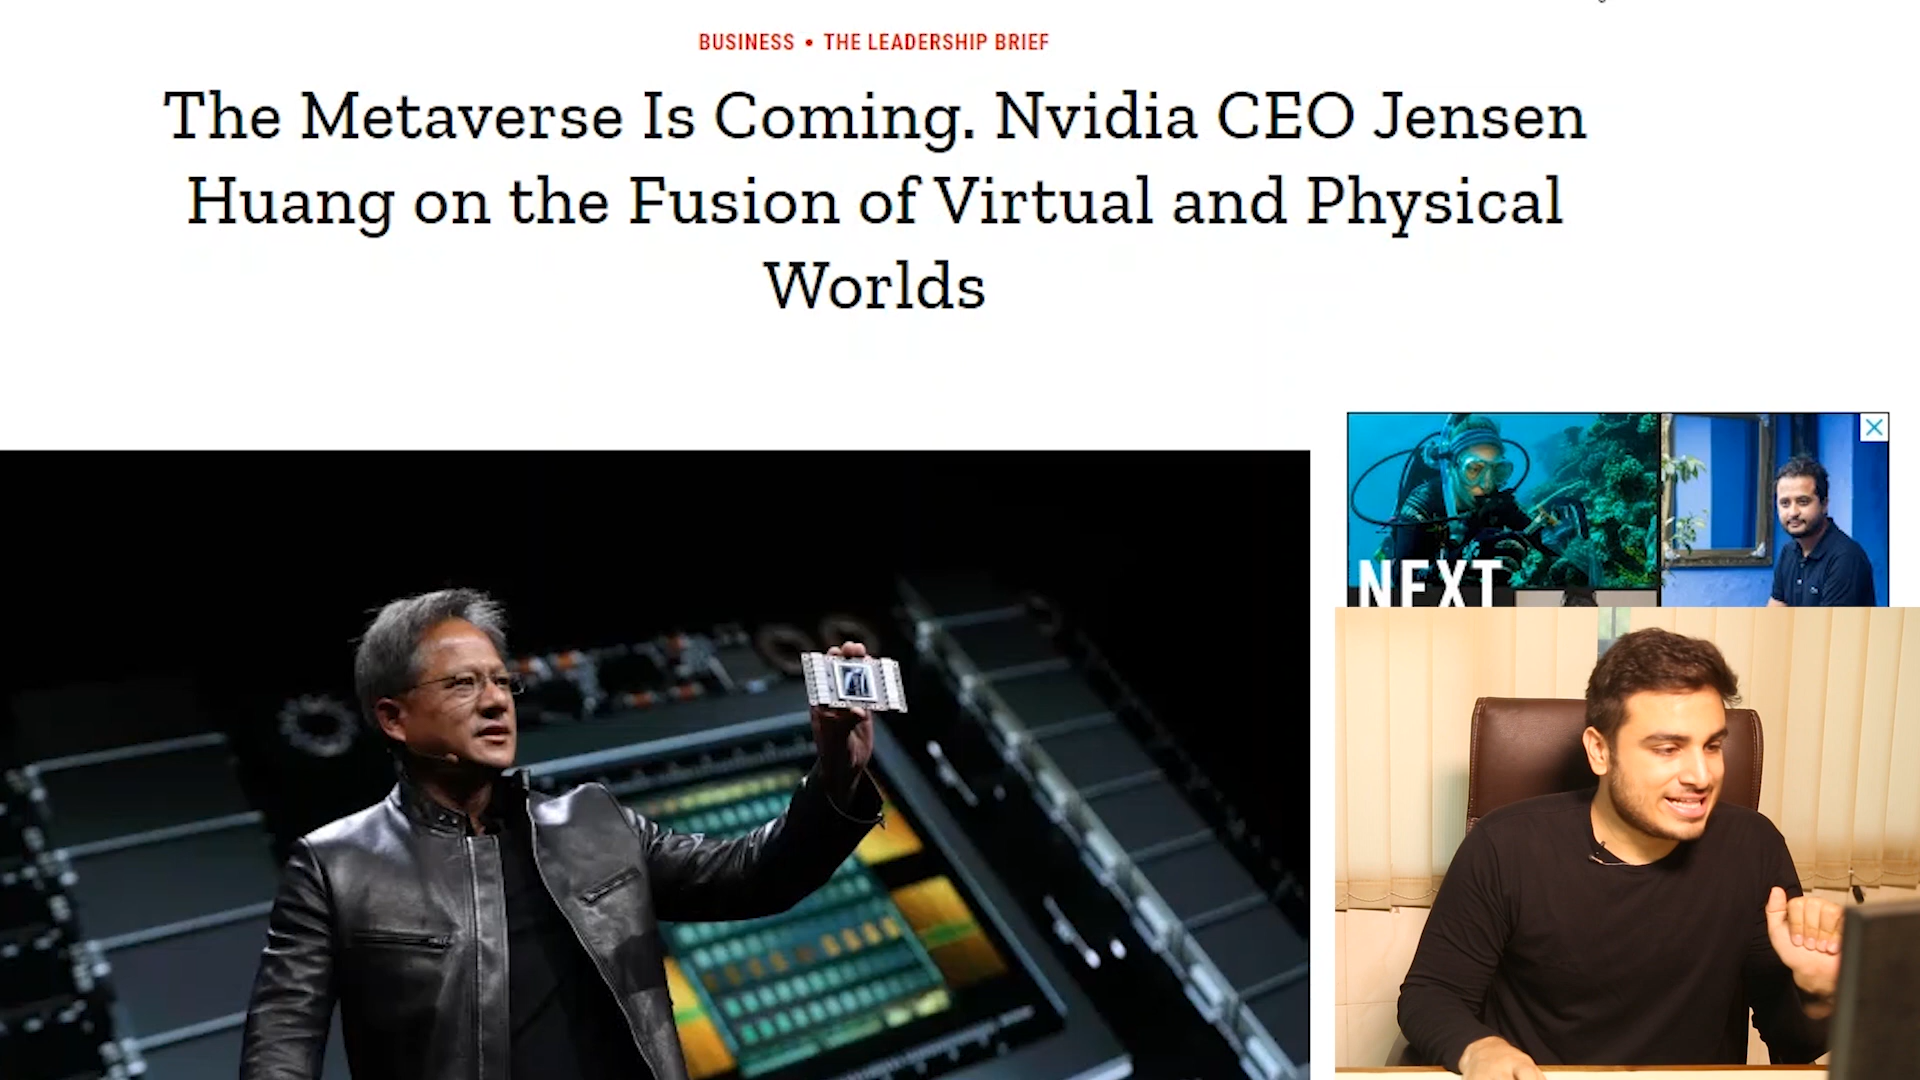 BUSINESS • THE LEADERSHIP BRIEF
The Metaverse Is Coming. Nvidia CEO Jensen
Huang on the Fusion of Virtual and Physical
Worlds
NEXT